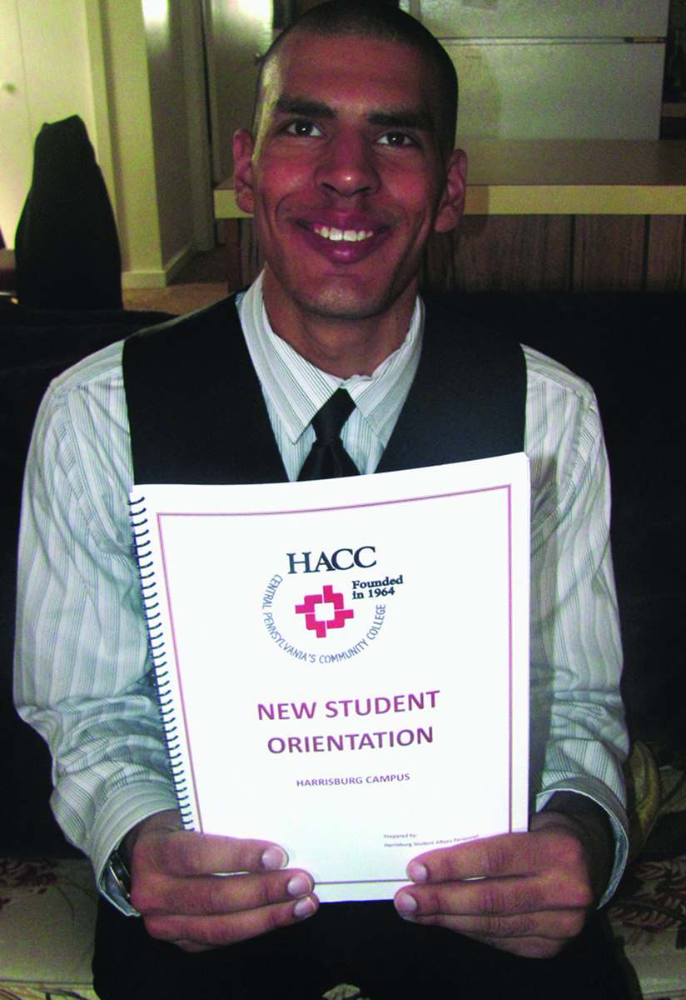 HACC
Founded
in 1964
CENTRAL PENNSYLVANIA'S COMMUNITY COLLEGE
NEW STUDENT
ORIENTATION
HARRISBURG CAMPUS
Prepared by:
Harrisburg Student Affairs Personnel